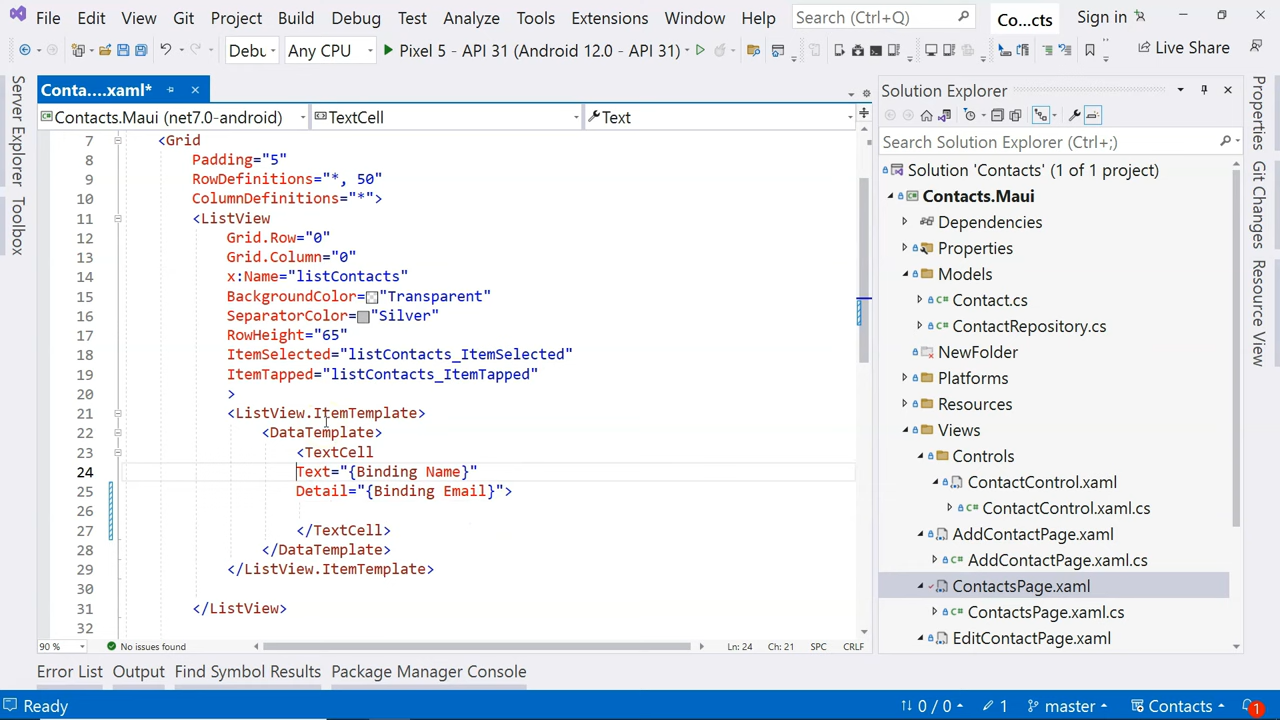 File Edit View Git Project Build Debug Test Analyze Tools Extensions Window Help Search (Ctrl+Q) Co...cts Sign in
Debu Any CPU Pixel 5 - API 31 (Android 12.0 - API 31) Live Share
Server Explorer
Toolbox
Conta....xaml*
Contacts.Maui (net7.0-android) TextCell Text
7 <Grid
8 Padding="5"
9 RowDefinitions="*, 50"
10 ColumnDefinitions="*">
11 <ListView
12 Grid.Row="0"
13 Grid.Column="0"
14 x:Name="listContacts"
15 BackgroundColor="Transparent"
16 SeparatorColor="Silver"
17 RowHeight="65"
18 ItemSelected="listContacts_ItemSelected"
19 ItemTapped="listContacts_ItemTapped"
20 >
21 <ListView.ItemTemplate>
22 <DataTemplate>
23 <TextCell
24 Text="{Binding Name}"
25 Detail="{Binding Email}">
26
27 </TextCell>
28 </DataTemplate>
29 </ListView.ItemTemplate>
30
31 </ListView>
32
90 % No issues found Ln: 24 Ch: 21 SPC CRLF
Solution Explorer
Search Solution Explorer (Ctrl+;)
Solution 'Contacts' (1 of 1 project)
Contacts.Maui
Dependencies
Properties
Models
Contact.cs
ContactRepository.cs
NewFolder
Platforms
Resources
Views
Controls
ContactControl.xaml
ContactControl.xaml.cs
AddContactPage.xaml
AddContactPage.xaml.cs
ContactsPage.xaml
ContactsPage.xaml.cs
EditContactPage.xaml
Properties
Git Changes
Resource View
Error List Output Find Symbol Results Package Manager Console
Ready 0 / 0 1 master Contacts 1